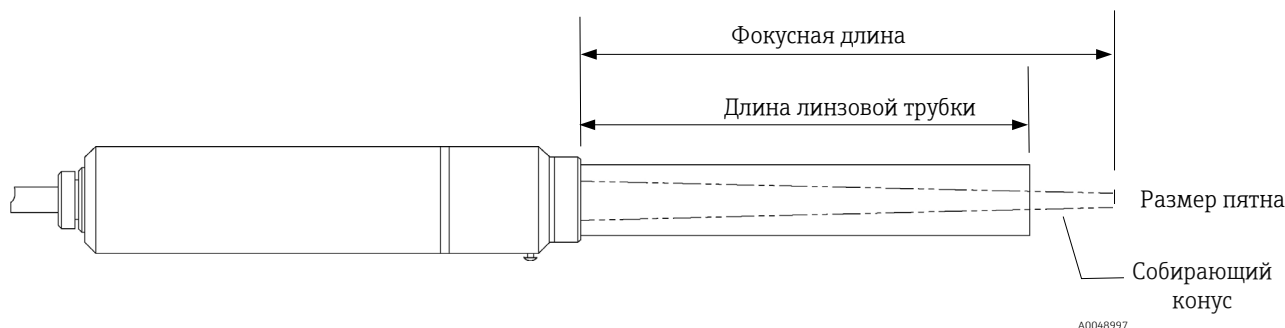 Фокусная длина
Длина линзовой трубки
Размер пятна
Собирающий
конус
A0048997